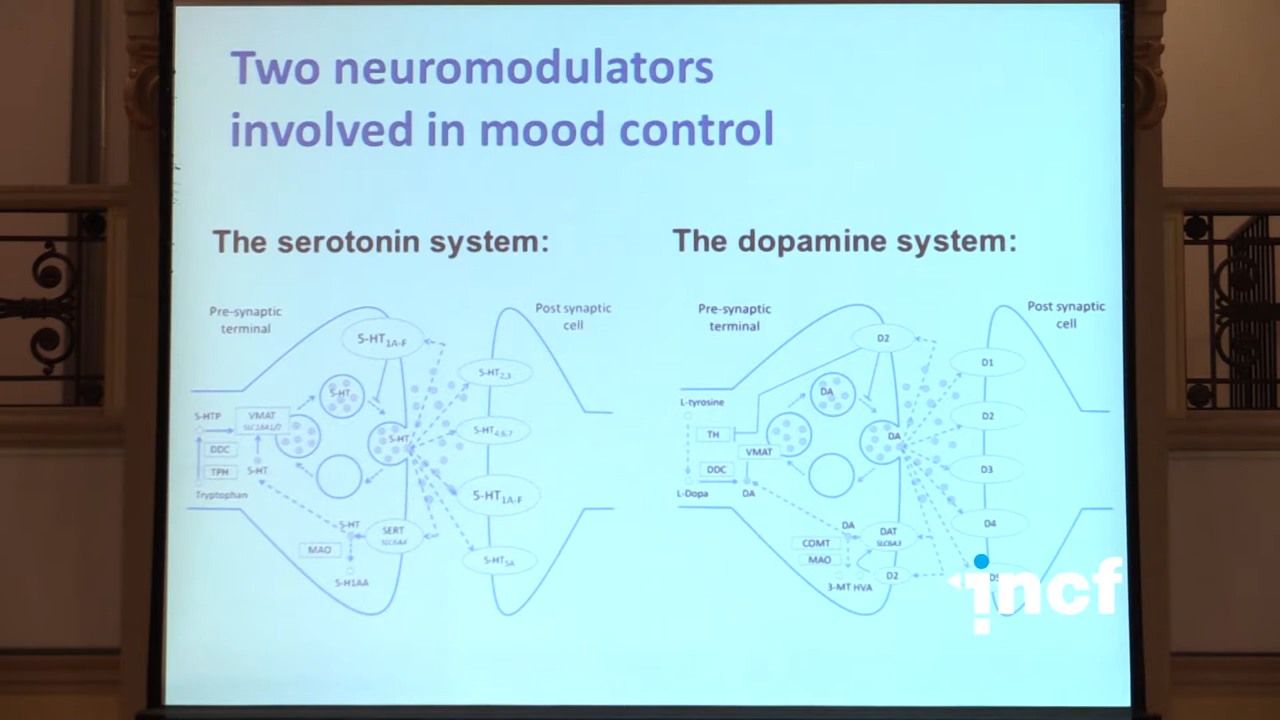 Two neuromodulators
involved in mood control
The serotonin system:
Pre-synaptic
terminal
Post synaptic
cell
5-HT1A-F
5-HT2,3
5-HT
5-HTP
VMAT
DDC
5-HT4,6,7
5-HT
TPH
5-HT
Tryptophan
5-HT1A-F
5-HT
SERT
SLC6A4
MAO
5-HT5A
5-H1AA
The dopamine system:
Pre-synaptic
terminal
Post synaptic
cell
D2
D1
DA
L-tyrosine
D2
TH
DA
VMAT
DDC
D3
L-Dopa
DA
DA
D4
DAT
SLC6A3
COMT
MAO
D2
3-MT HVA
incf